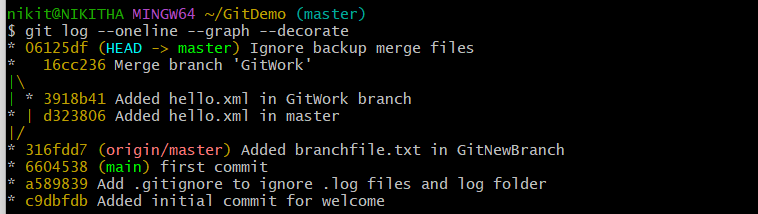 nikit@NIKITHA MINGW64 ~/GitDemo (master)
$ git log --oneline --graph --decorate
* 06125df (HEAD -> master) Ignore backup merge files
*   16cc236 Merge branch 'GitWork'
|\
| * 3918b41 Added hello.xml in GitWork branch
* | d323806 Added hello.xml in master
|/
* 316fdd7 (origin/master) Added branchfile.txt in GitNewBranch
* 6604538 (main) first commit
* a589839 Add .gitignore to ignore .log files and log folder
* c9dbfdb Added initial commit for welcome